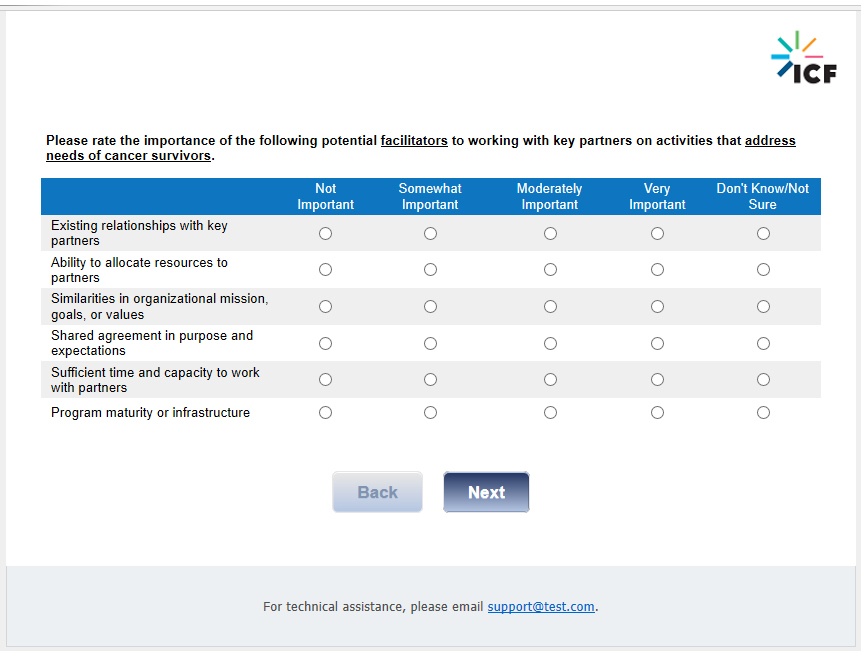 ICF
Please rate the importance of the following potential facilitators to working with key partners on activities that address
needs of cancer survivors.
Not Important
Somewhat Important
Moderately Important
Very Important
Don't Know/Not Sure
Existing relationships with key
partners
Ability to allocate resources to
partners
Similarities in organizational mission,
goals, or values
Shared agreement in purpose and
expectations
Sufficient time and capacity to work
with partners
Program maturity or infrastructure
Back
Next
For technical assistance, please email support@test.com.